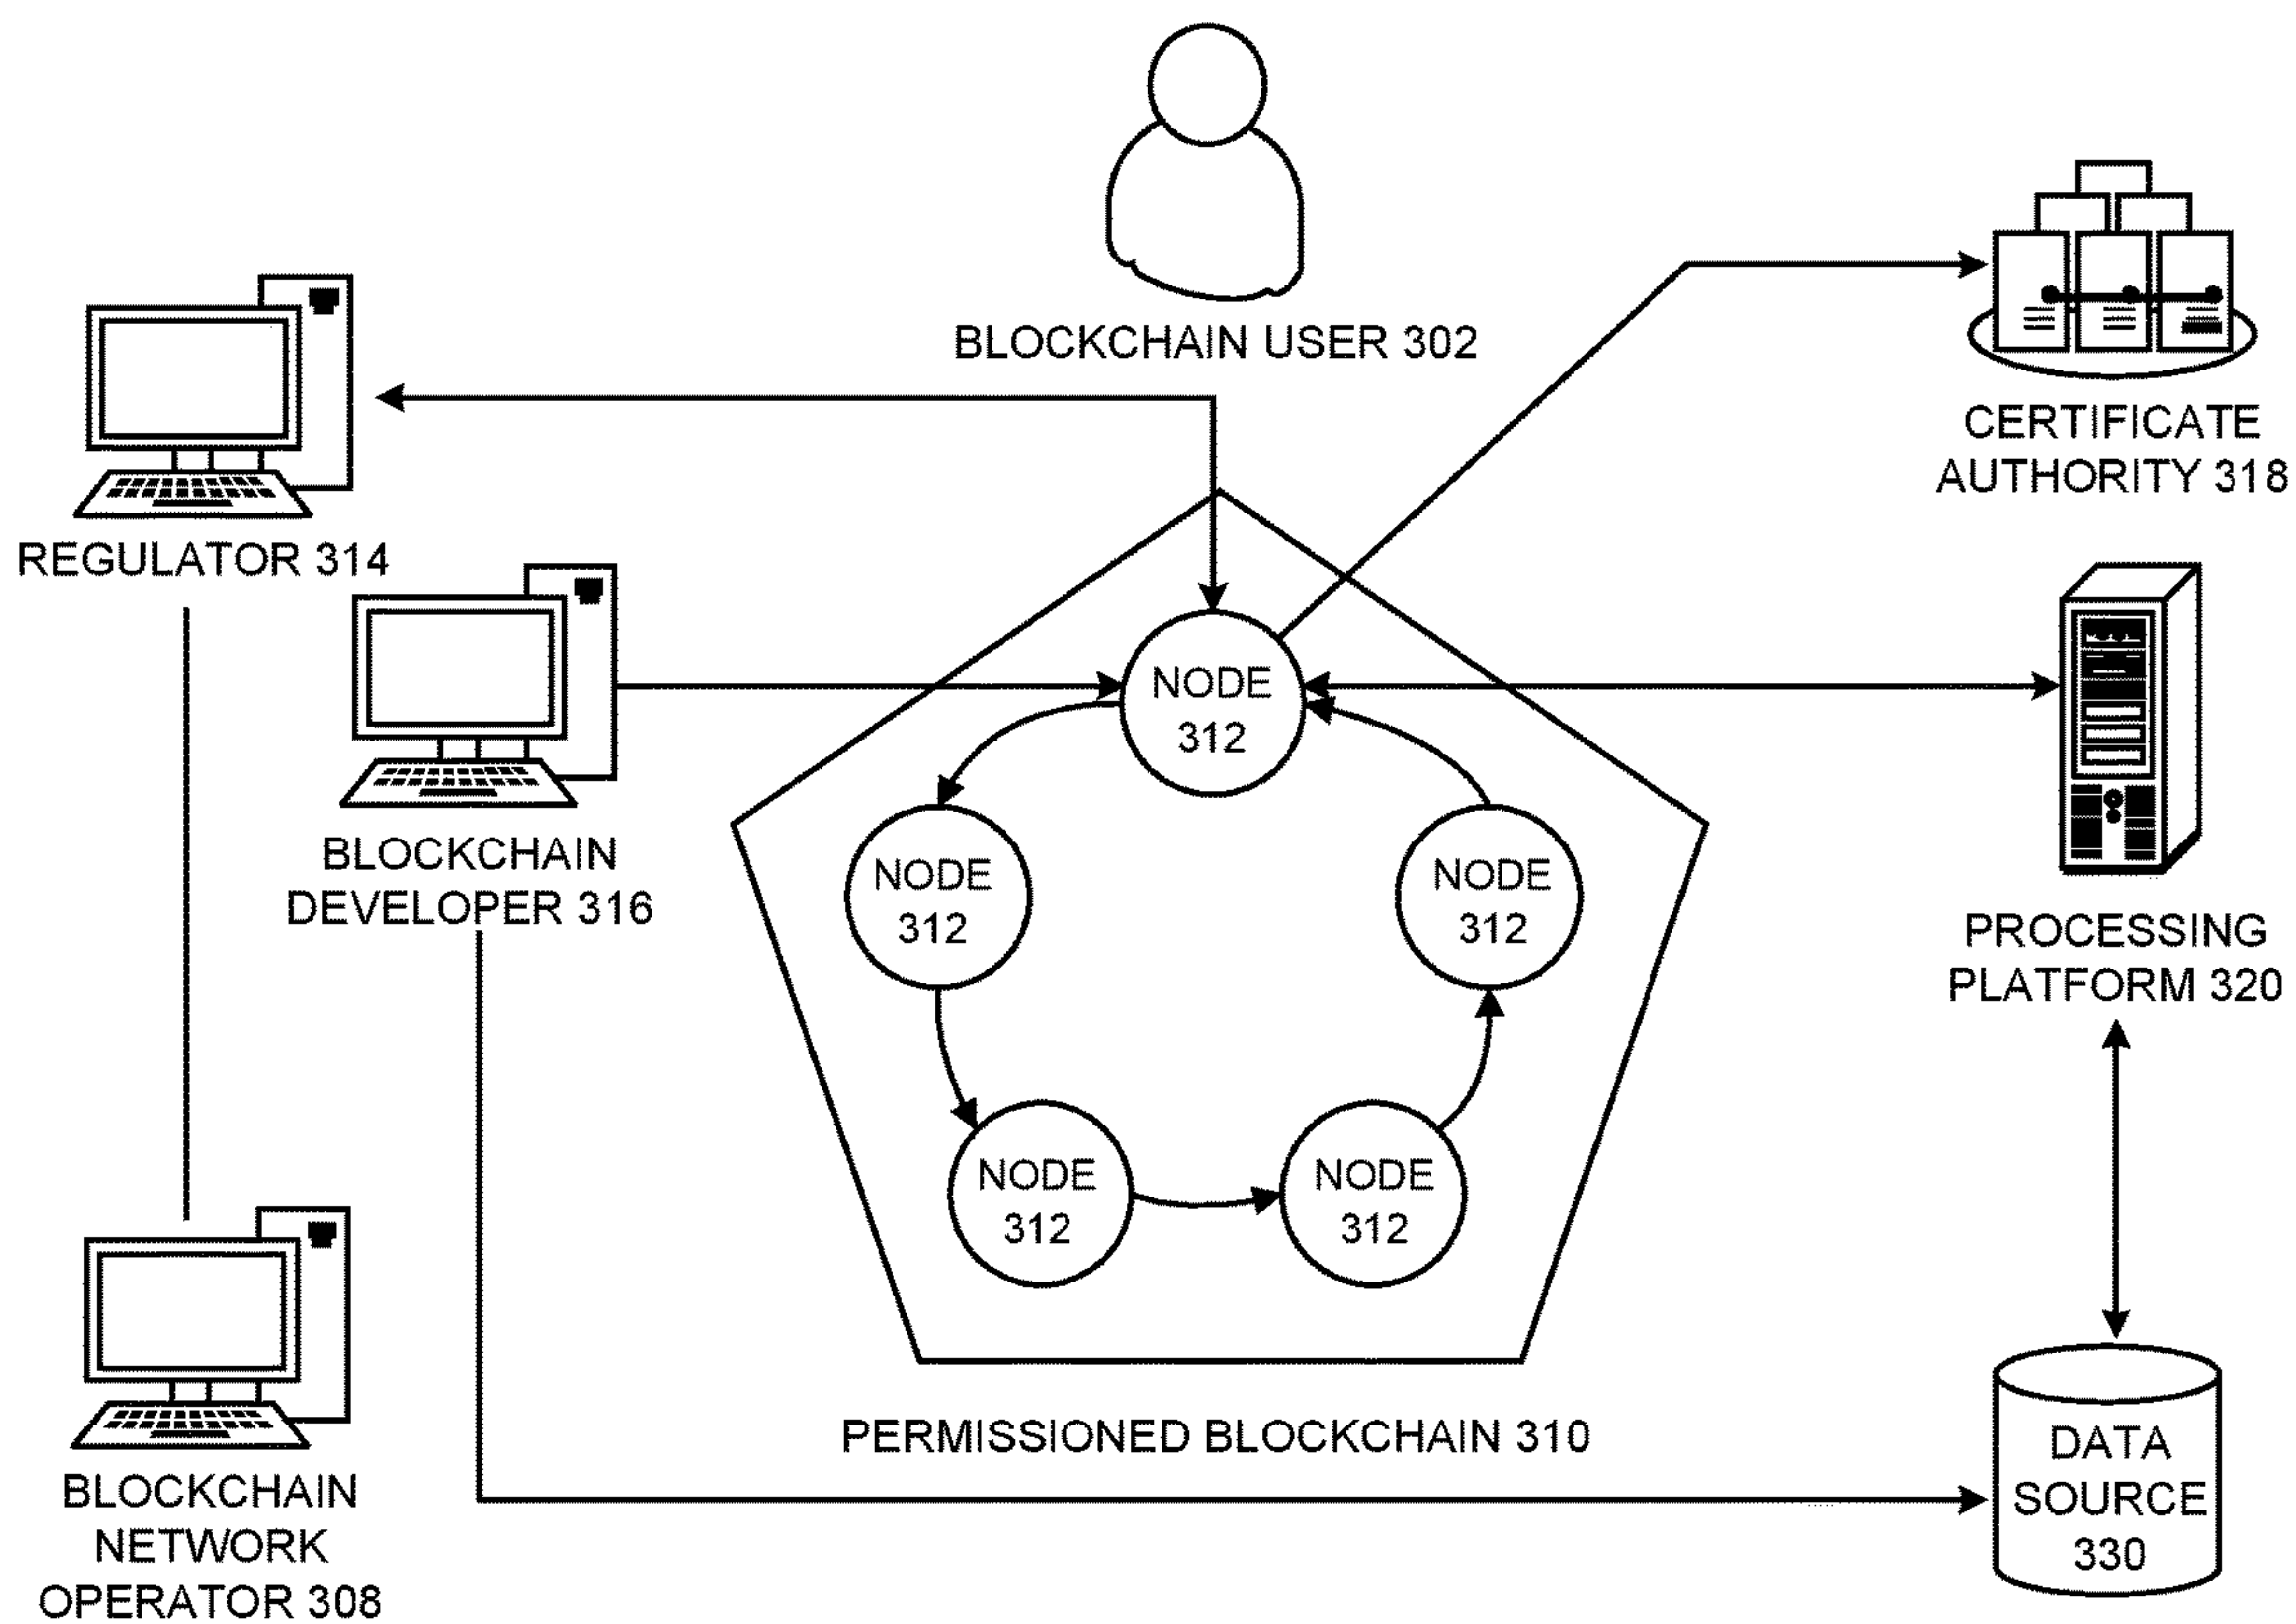 BLOCKCHAIN USER 302
CERTIFICATE
AUTHORITY 318
REGULATOR 314
NODE
312
BLOCKCHAIN
DEVELOPER 316
NODE
312
NODE
312
PROCESSING
PLATFORM 320
NODE
312
NODE
312
PERMISSIONED BLOCKCHAIN 310
BLOCKCHAIN
NETWORK
OPERATOR 308
DATA
SOURCE
330